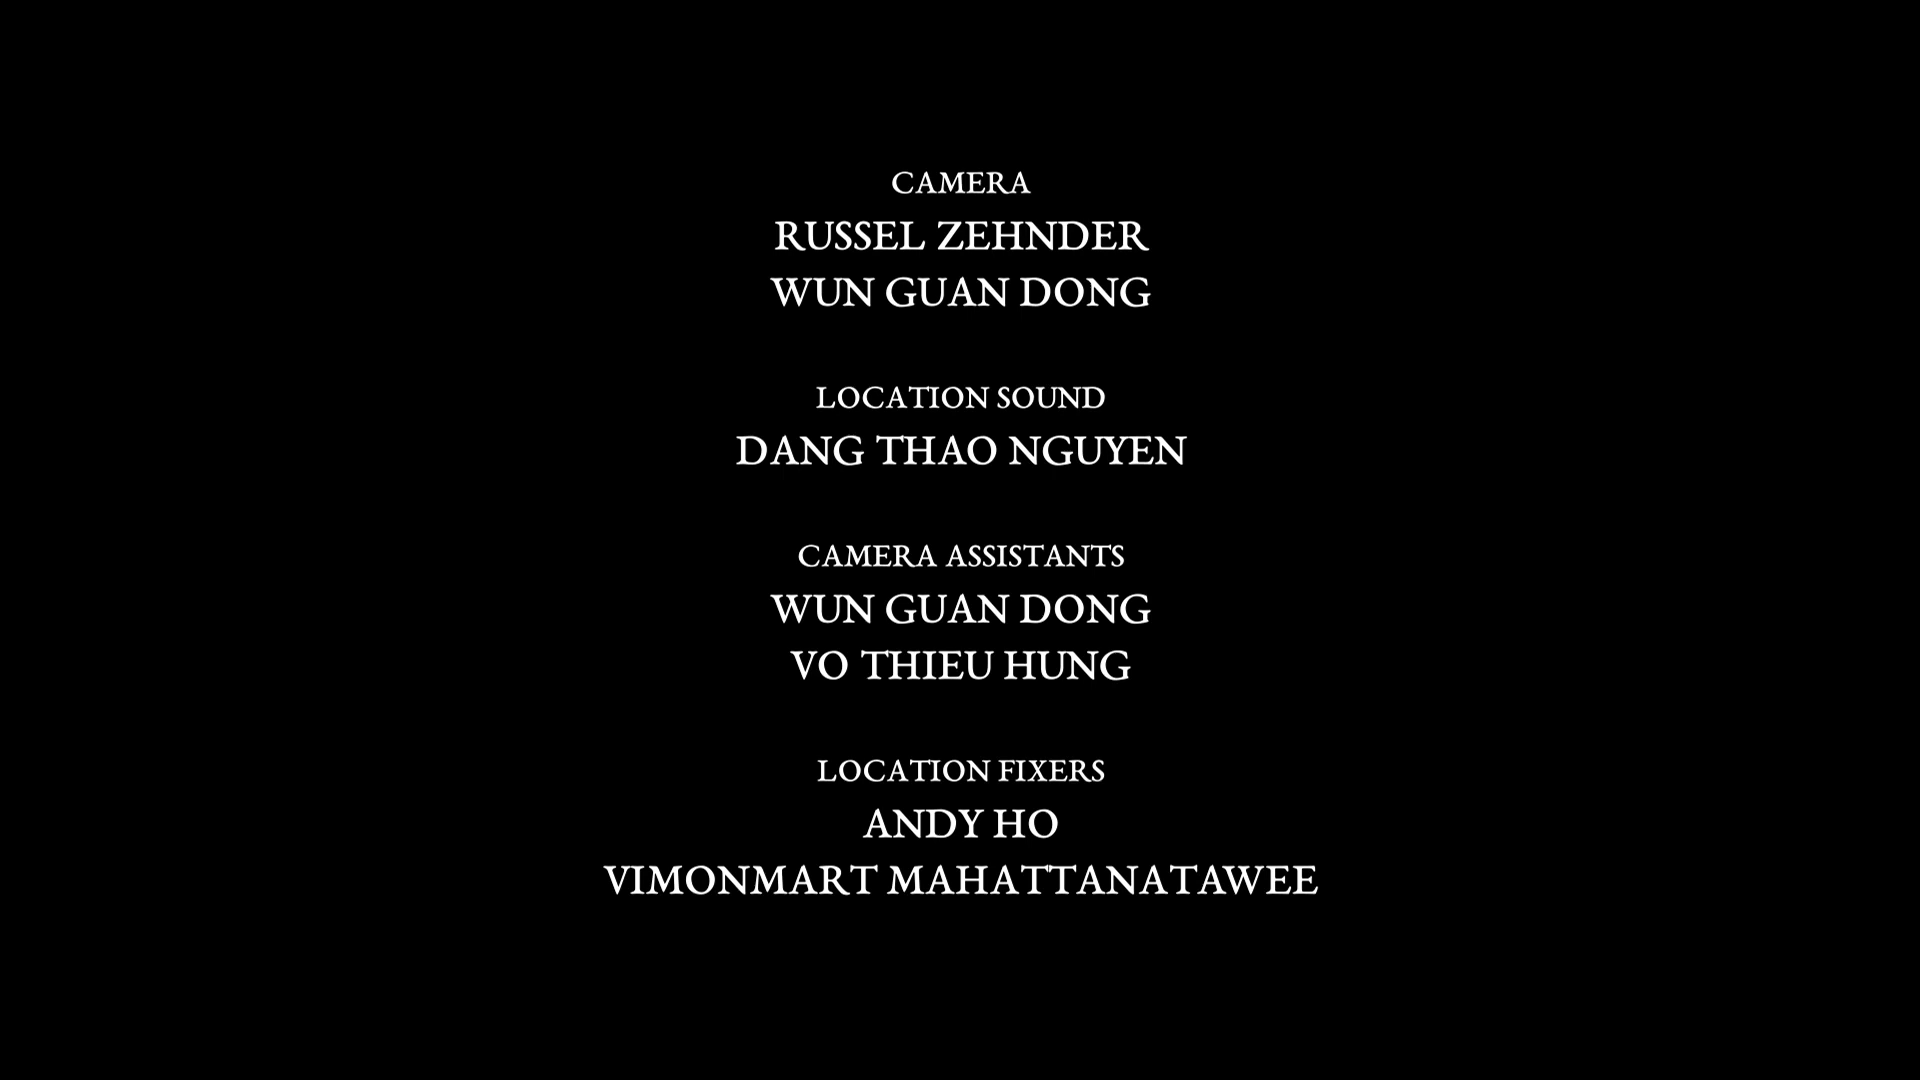 CAMERA
RUSSEL ZEHNDER
WUN GUAN DONG
LOCATION SOUND
DANG THAO NGUYEN
CAMERA ASSISTANTS
WUN GUAN DONG
VO THIEU HUNG
LOCATION FIXERS
ANDY HO
VIMONMART MAHATTANATAWEE